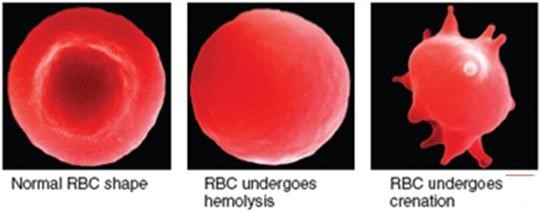 Normal RBC shape
RBC undergoes
hemolysis
RBC undergoes
crenation